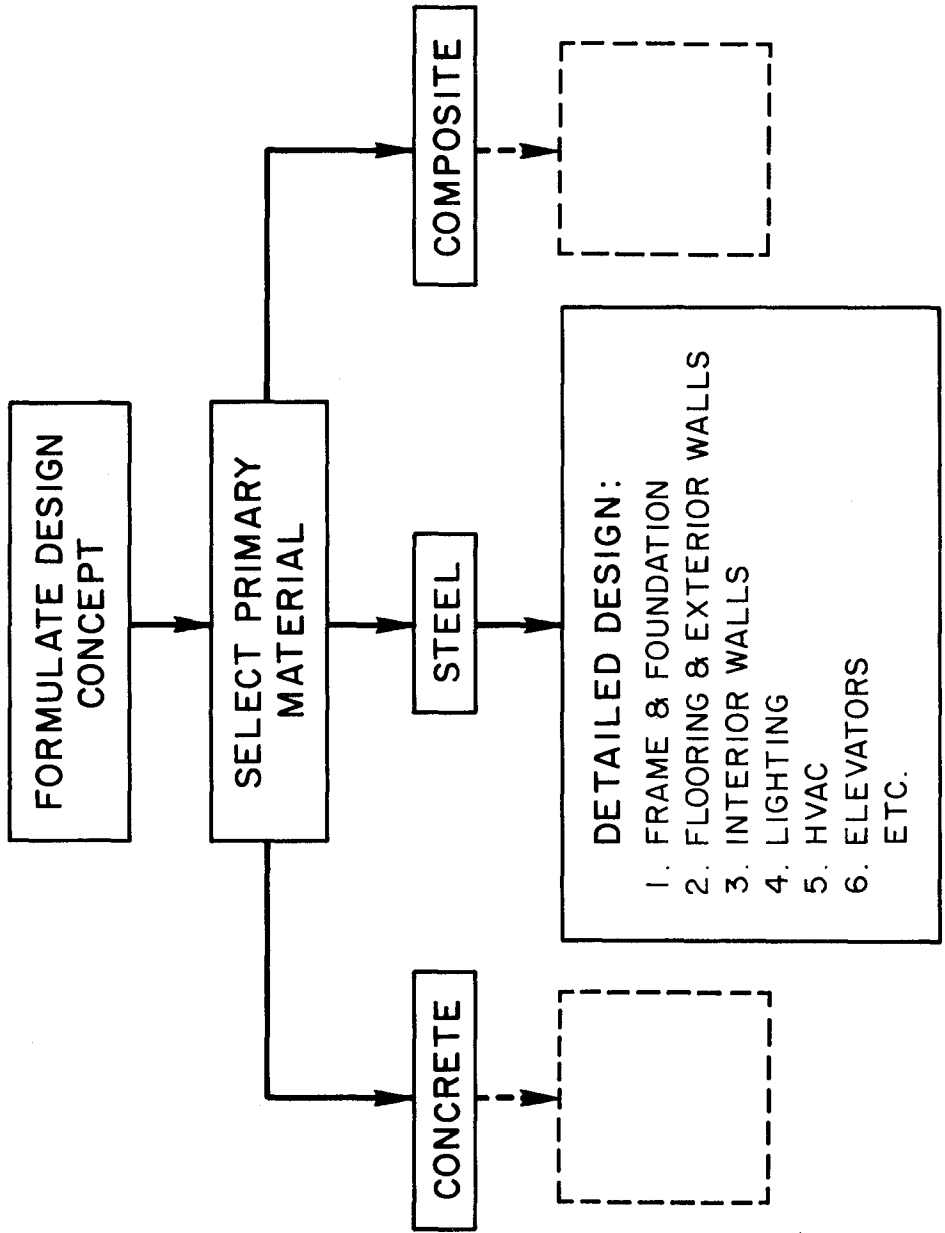 FORMULATE DESIGN
CONCEPT
SELECT PRIMARY
MATERIAL
CONCRETE
STEEL
COMPOSITE
DETAILED DESIGN:
1. FRAME & FOUNDATION
2. FLOORING & EXTERIOR WALLS
3. INTERIOR WALLS
4. LIGHTING
5. HVAC
6. ELEVATORS
ETC.